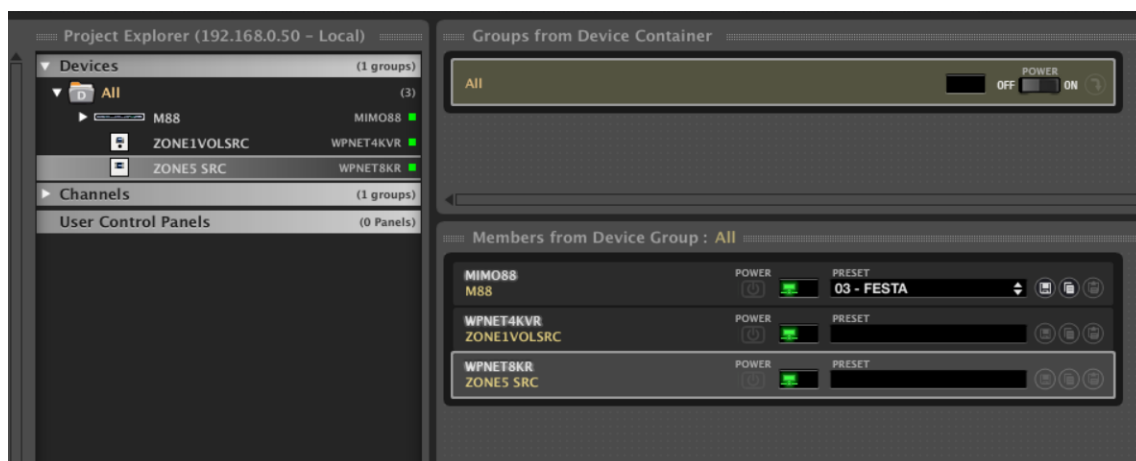 Project Explorer (192.168.0.50 – Local)
Devices (1 groups)
D All (3)
M88 MIMO88
ZONE1VOLSRC WPNET4KVR
ZONE5 SRC WPNET8KR
Channels (1 groups)
User Control Panels (0 Panels)
Groups from Device Container
All
POWER
OFF ON
Members from Device Group : All
MIMO88 POWER PRESET
M88 03 - FESTA
WPNET4KVR POWER PRESET
ZONE1VOLSRC
WPNET8KR POWER PRESET
ZONE5 SRC